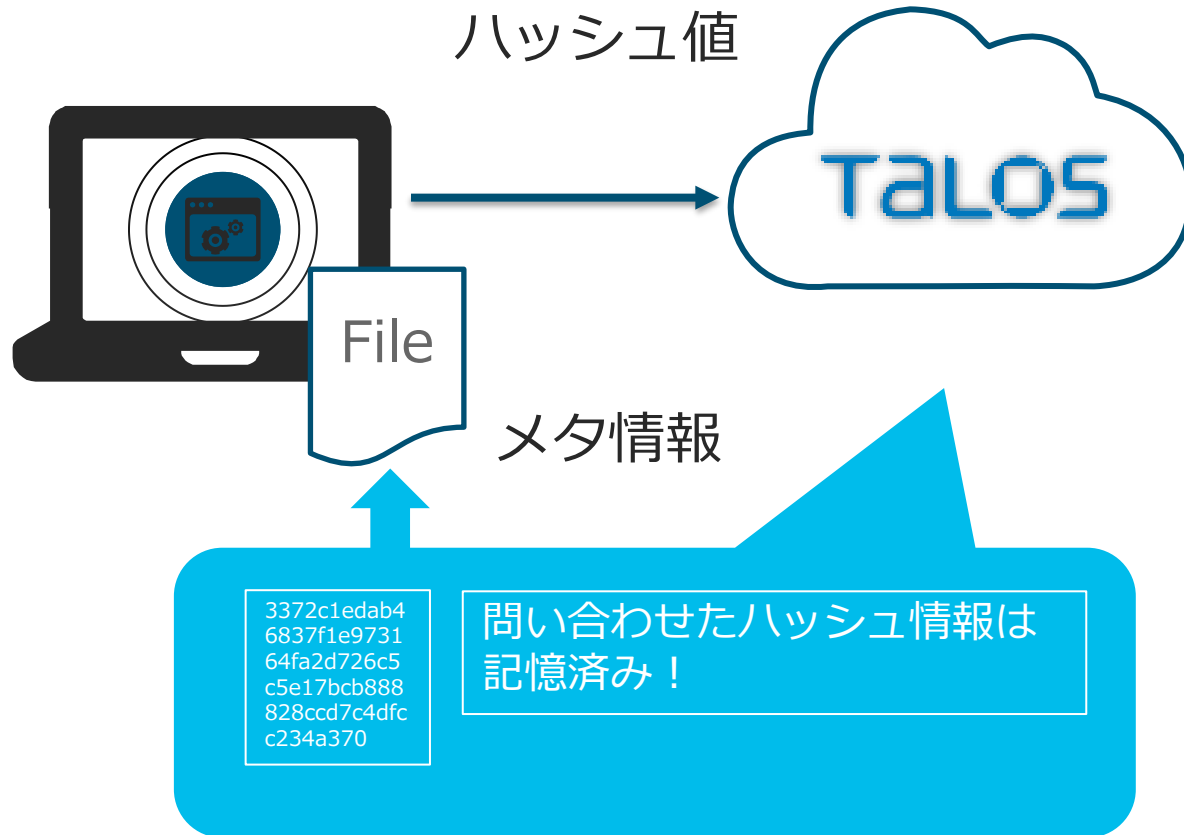 ハッシュ値
TALOS
File
メタ情報
3372c1edab4
6837f1e9731
64fa2d726c5
c5e17bcb888
828ccd7c4dfc
c234a370
問い合わせたハッシュ情報は
記憶済み！